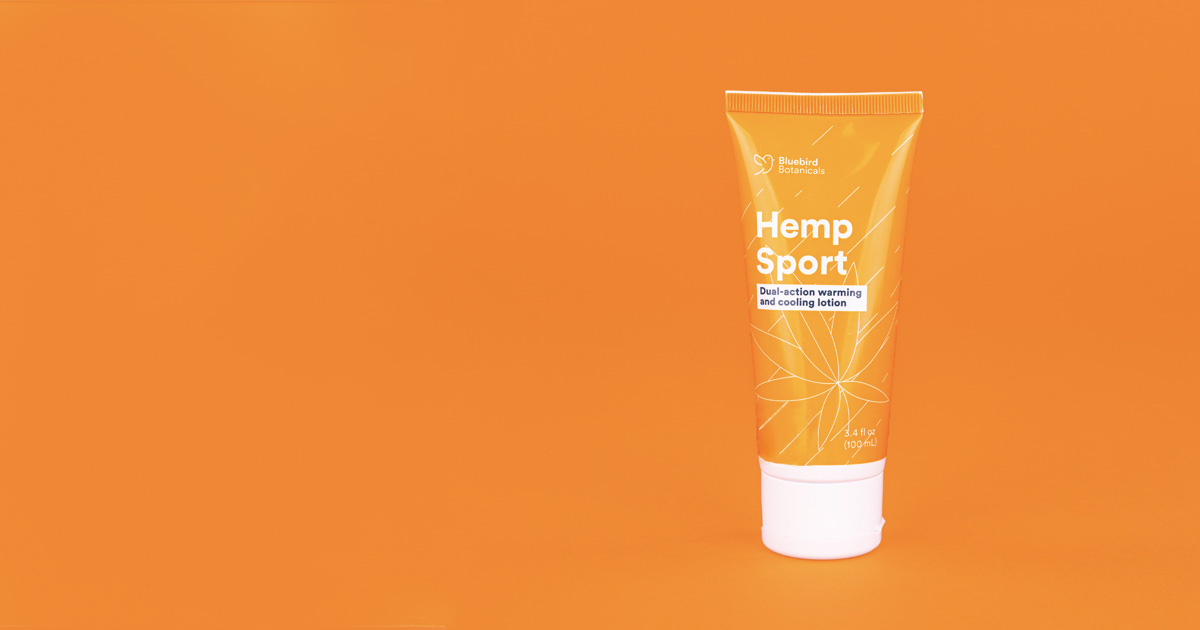 Bluebird
Botanicals
Hemp
Sport
Dual-action warming
and cooling lotion
3.4 fl oz
(100 mL)